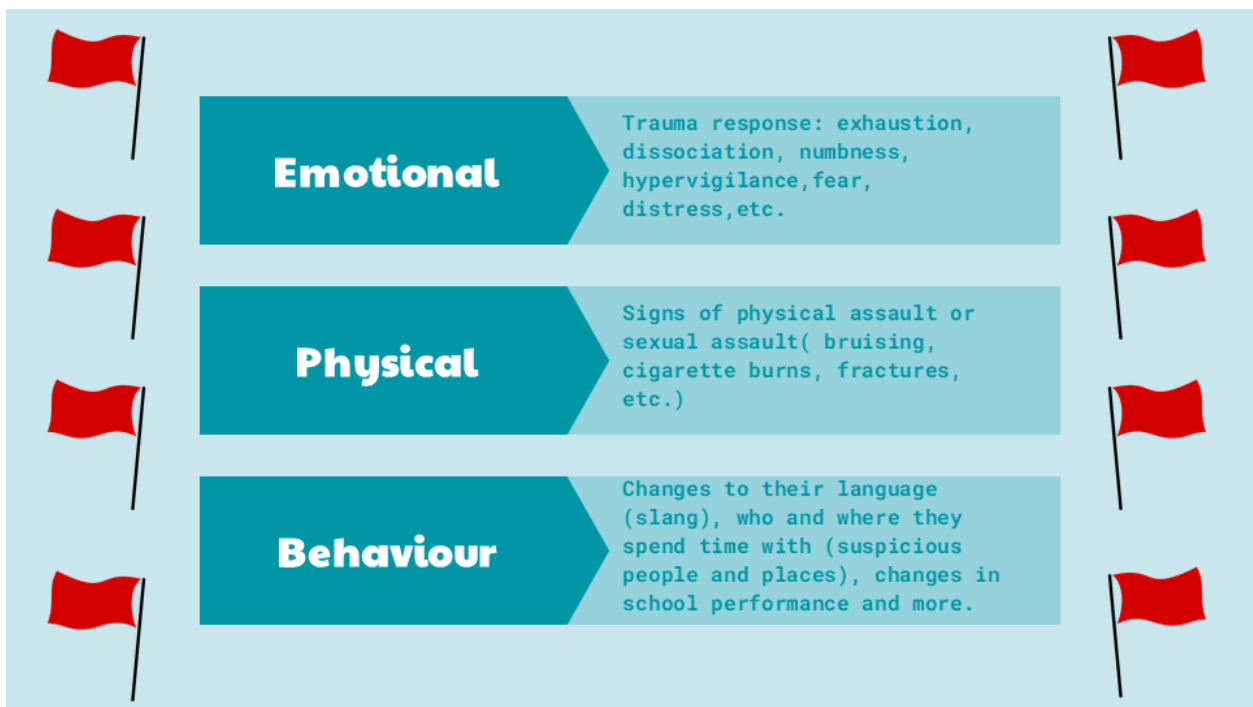 Emotional
Trauma response: exhaustion,
dissociation, numbness,
hypervigilance,fear,
distress,etc.
Physical
Signs of physical assault or
sexual assault( bruising,
cigarette burns, fractures,
etc.)
Behaviour
Changes to their language
(slang), who and where they
spend time with (suspicious
people and places), changes in
school performance and more.